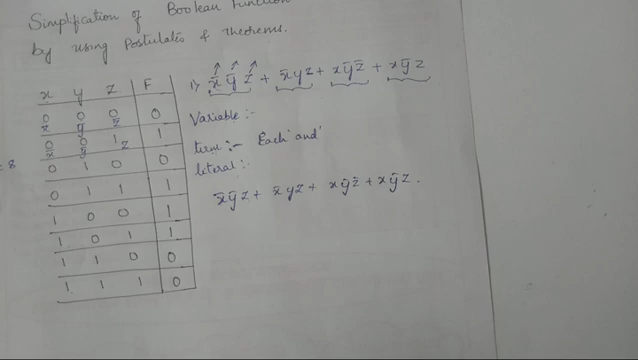 Simplification of Boolean Function
by using Postulates & Theorems.
x y z F
0 0 0 0
x̄ ȳ z̄
0 0 1 1
x̄ ȳ z
= 8
0 1 0 0
0 1 1 1
1 0 0 1
1 0 1 1
1 1 0 0
1 1 1 0
1) x̄ ȳ z + x̄yz + xȳz̄ + xȳz
Variable :-
term :- Each 'and'
literal :-
x̄ȳz + x̄yz + xȳz̄ + xȳz.